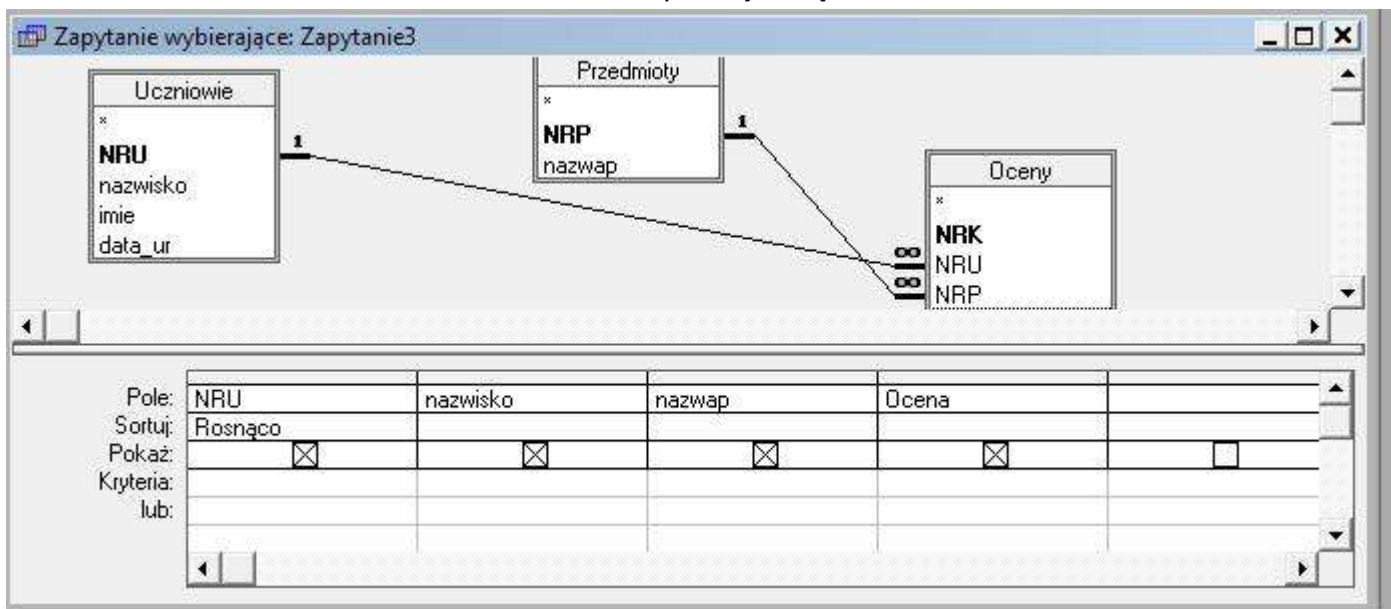 Zapytanie wybierające: Zapytanie3
Uczniowie
*
NRU
nazwisko
imie
data_ur
1
Przedmioty
*
NRP
nazwap
1
Oceny
*
NRK
NRU
NRP
∞
∞
Pole: NRU nazwisko nazwap Ocena
Sortuj: Rosnąco
Pokaż:
Kryteria:
lub: